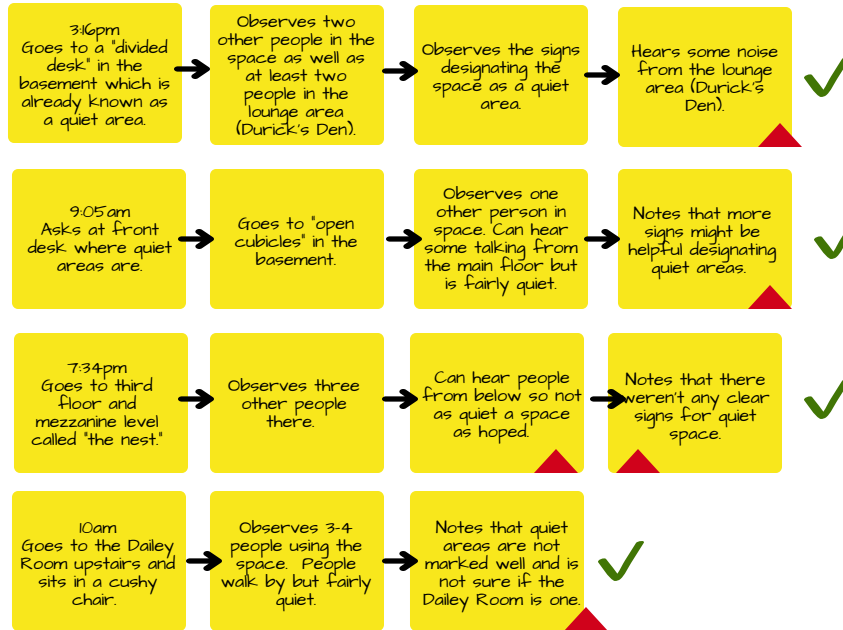 3:16pm
Goes to a "divided
desk" in the
basement which is
already known as
a quiet area.
Observes two
other people in the
space as well as
at least two
people in the
lounge area
(Durick's Den).
Observes the signs
designating the
space as a quiet
area.
Hears some noise
from the lounge
area (Durick's
Den).
9:05am
Asks at front
desk where quiet
areas are.
Goes to "open
cubicles" in the
basement.
Observes one
other person in
space. Can hear
some talking from
the main floor but
is fairly quiet.
Notes that more
signs might be
helpful designating
quiet areas.
7:34pm
Goes to third
floor and
mezzanine level
called "the nest."
Observes three
other people
there.
Can hear people
from below so not
as quiet a space
as hoped.
Notes that there
weren't any clear
signs for quiet
space.
10am
Goes to the Dailey
Room upstairs and
sits in a cushy
chair.
Observes 3-4
people using the
space. People
walk by but fairly
quiet.
Notes that quiet
areas are not
marked well and is
not sure if the
Dailey Room is one.